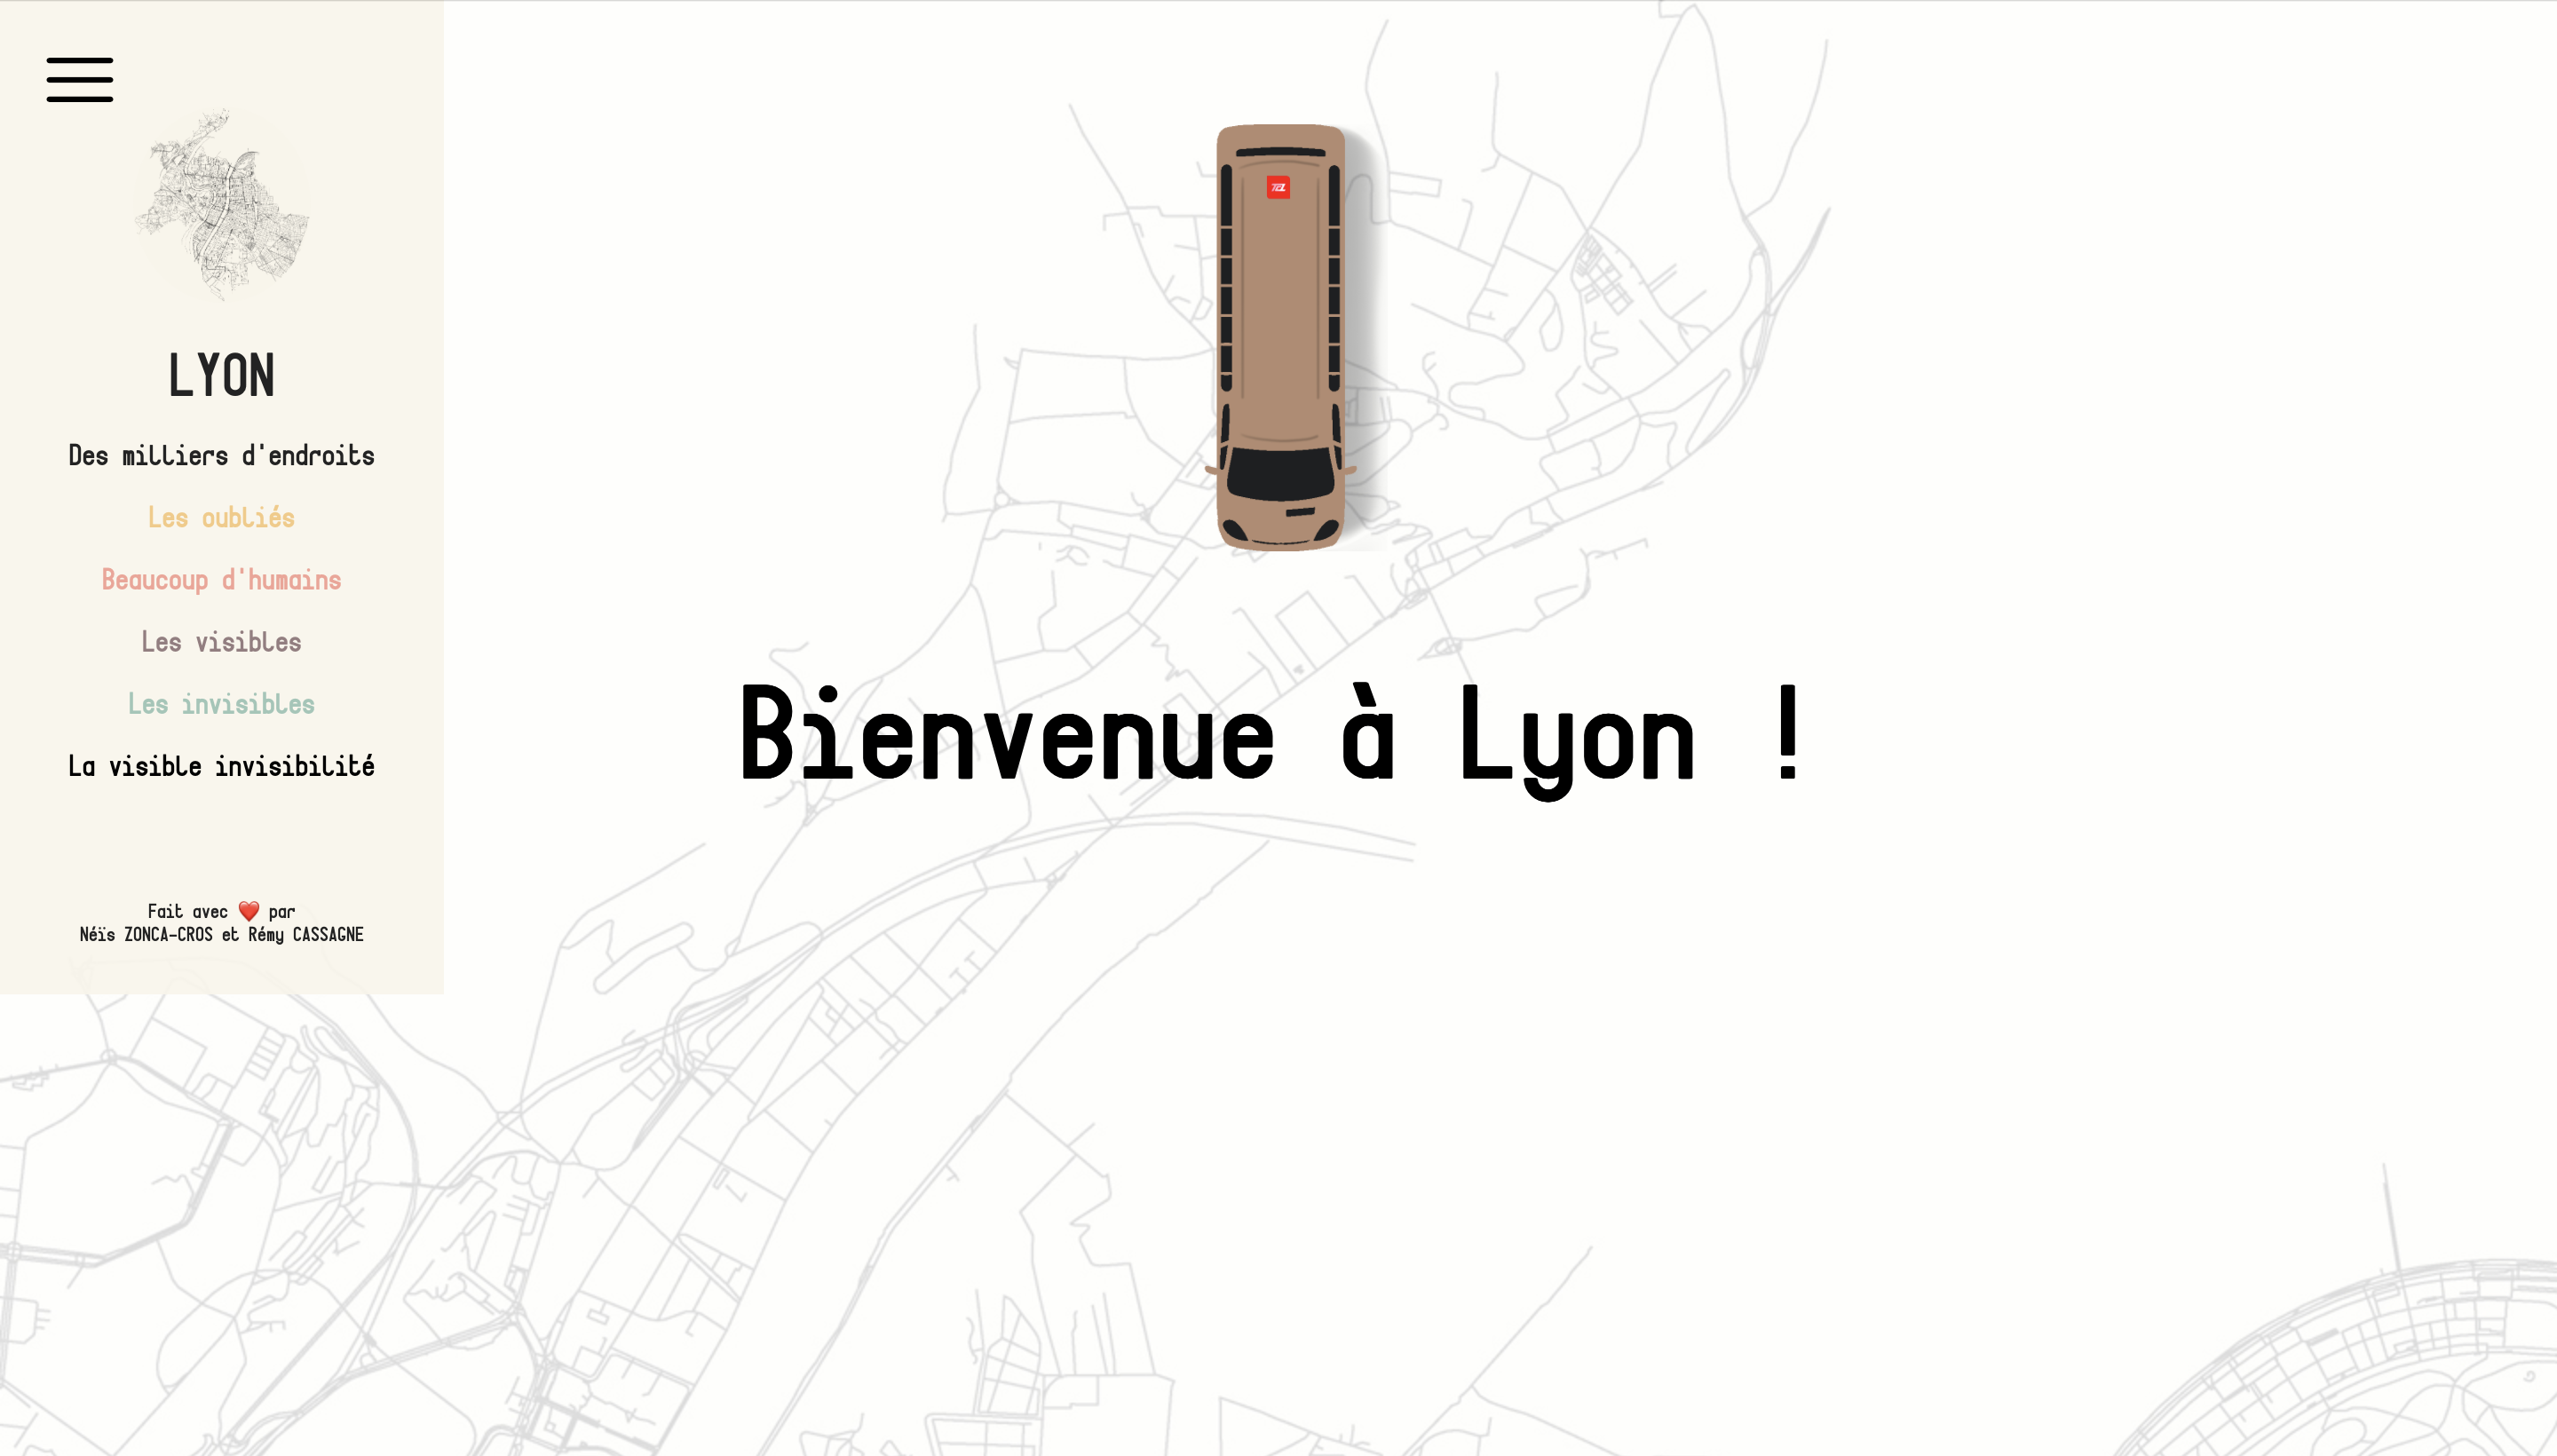 LYON
Des milliers d'endroits
Les oubliés
Beaucoup d'humains
Les visibles
Les invisibles
La visible invisibilité
Fait avec ❤️ par
Néïs ZONCA-CROS et Rémy CASSAGNE
Bienvenue à Lyon !